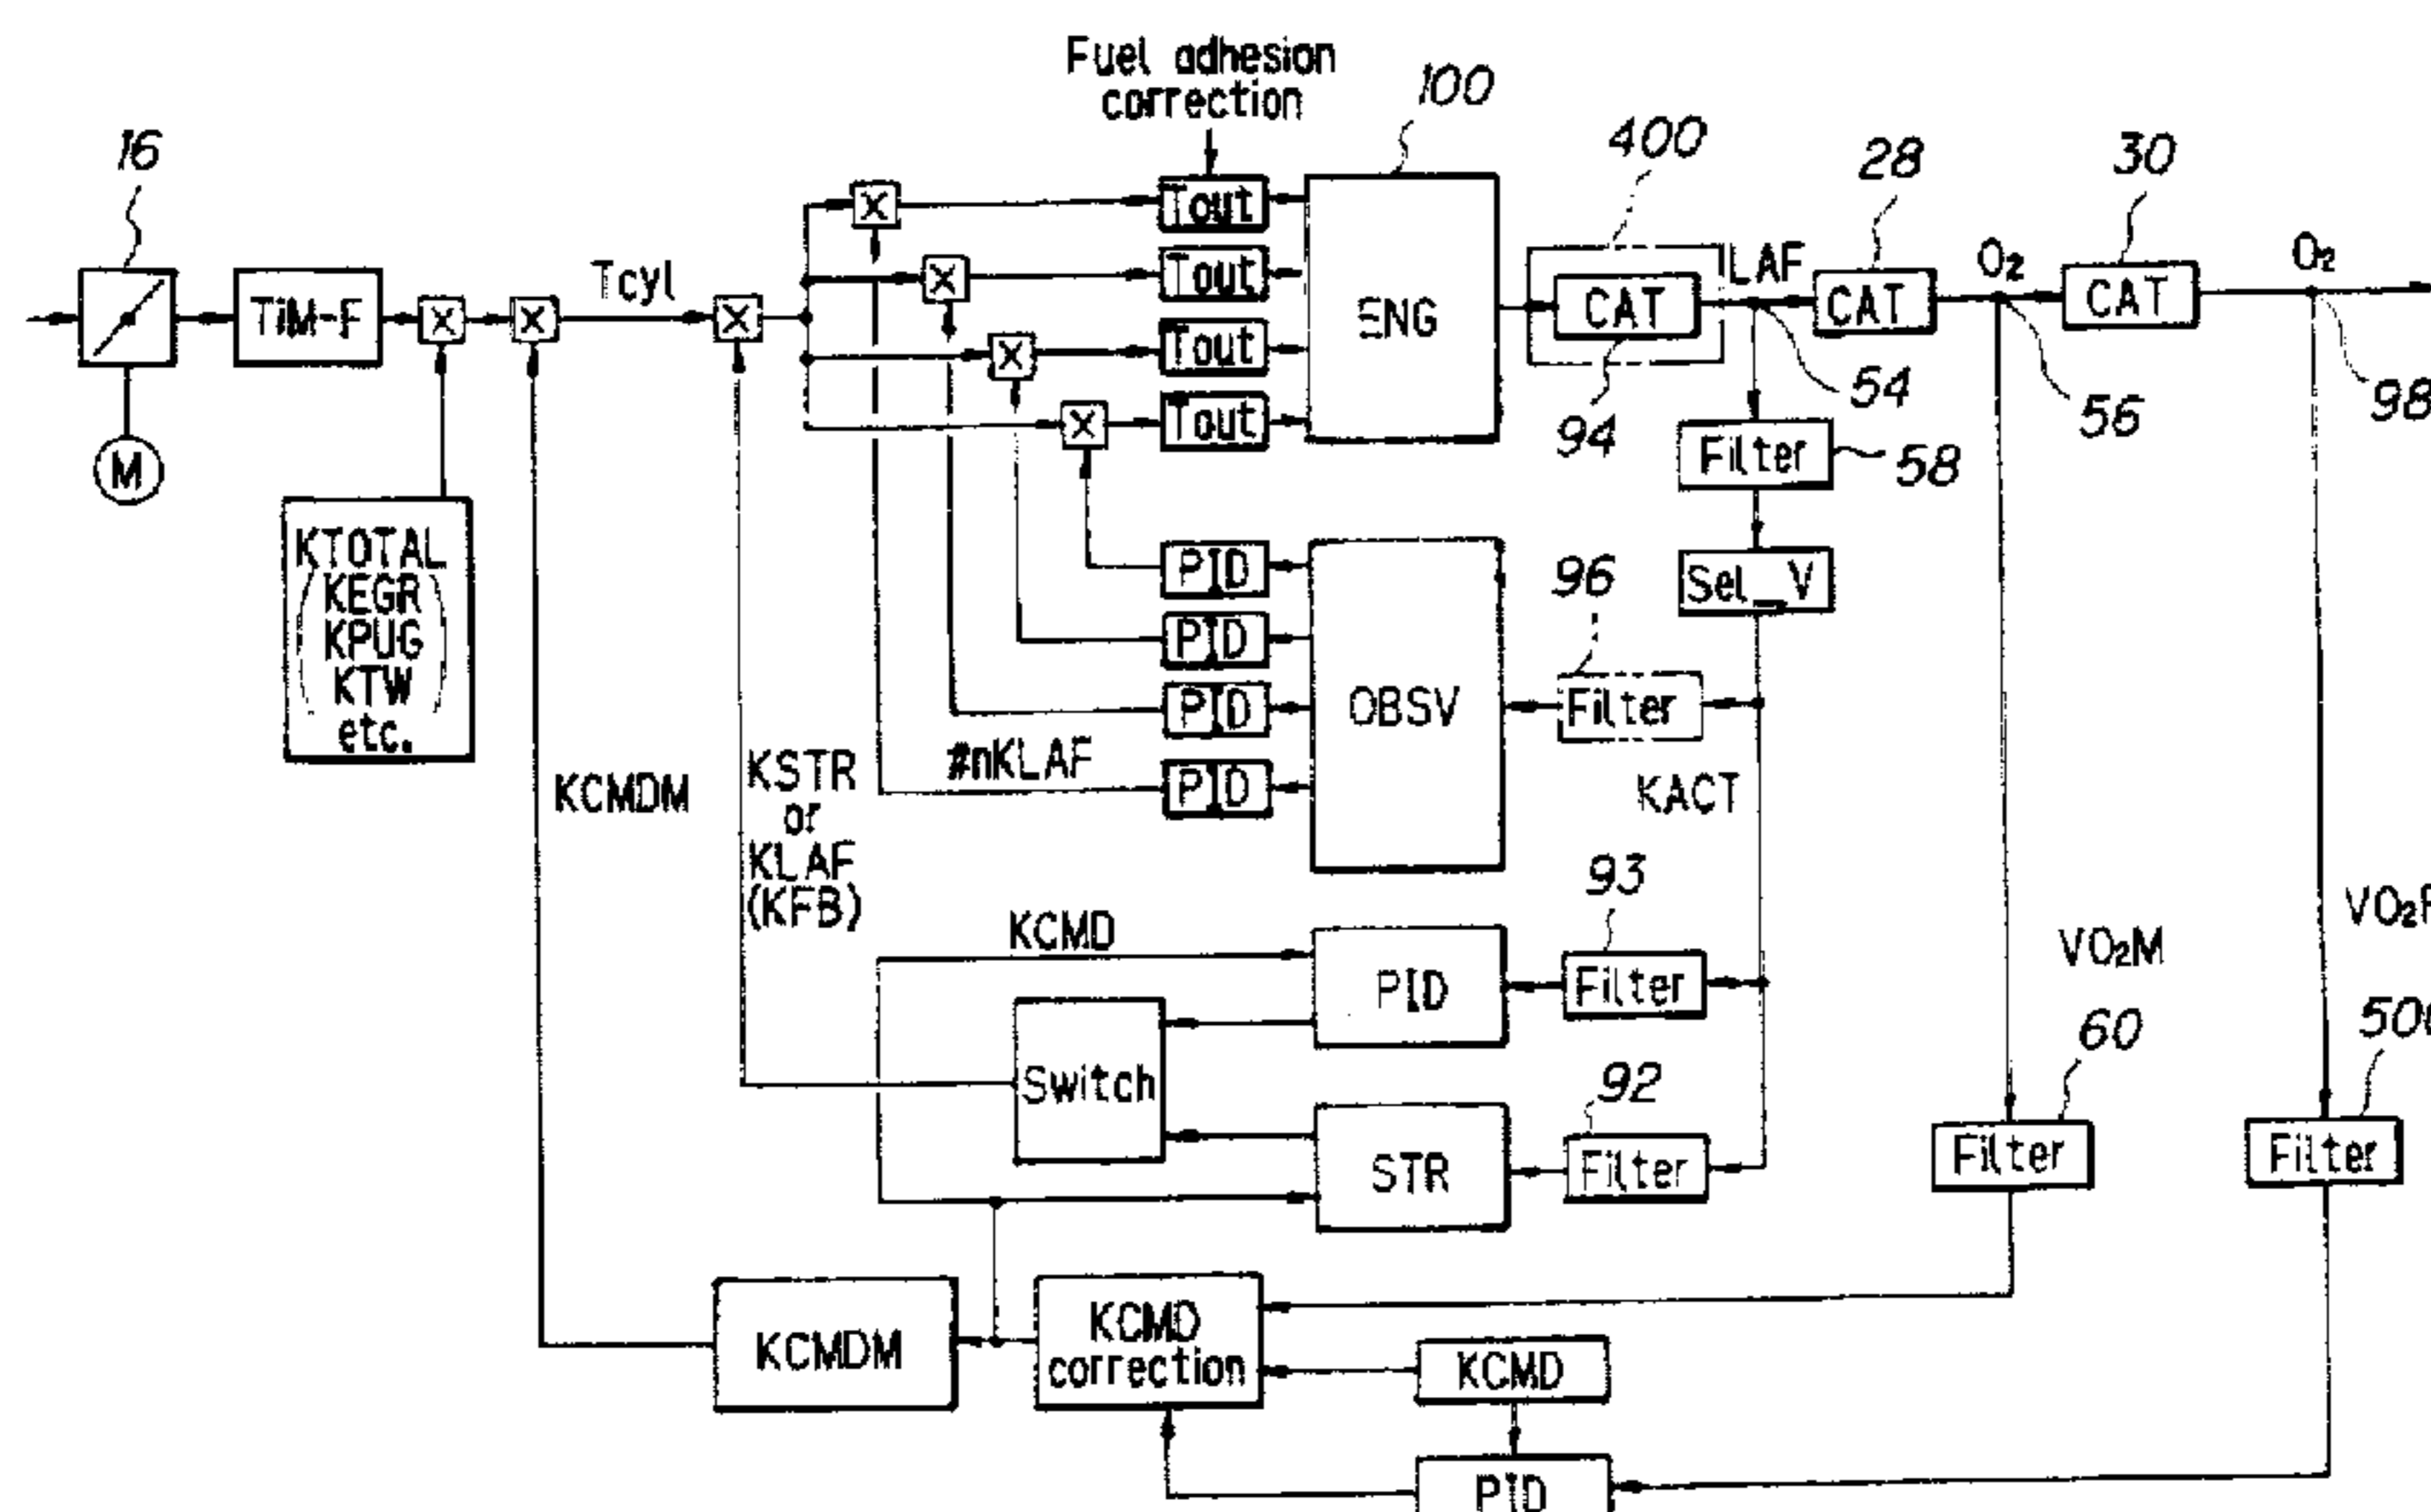 Fuel adhesion
correction
100
16
400
28
30
Tout
LAF
O₂
O₂
Tcyl
Tout
TiM-F
X
X
X
X
X
X
X
Tout
ENG
CAT
CAT
CAT
Tout
94
54
56
98
M
Filter
58
KTOTAL
KEGR
KPUG
KTW
etc.
PID
PID
PID
PID
96
Sel_V
OBSV
Filter
#nKLAF
KACT
KCMDM
KSTR
or
KLAF
(KFB)
93
KCMD
PID
Filter
VO₂M
60
Switch
92
STR
Filter
Filter
Filter
KCMDM
KCMD
correction
KCMD
PID